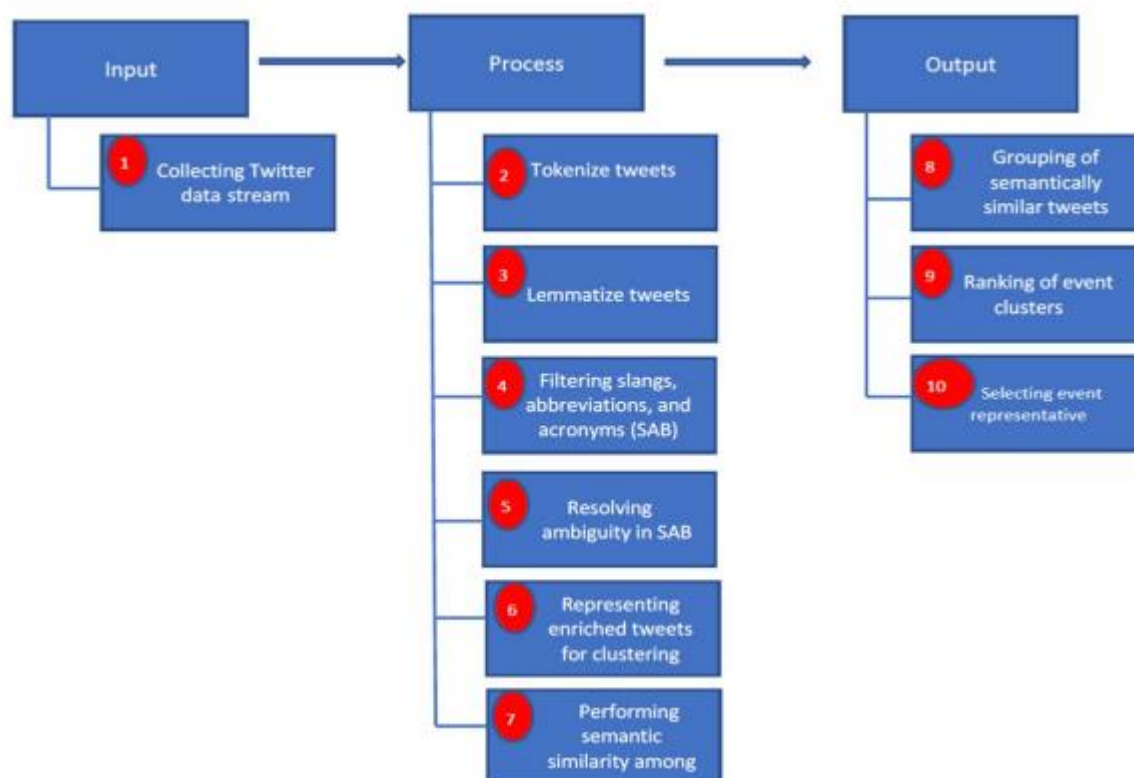 Input
Process
Output
1
Collecting Twitter
data stream
2
Tokenize tweets
3
Lemmatize tweets
4
Filtering slangs,
abbreviations, and
acronyms (SAB)
5
Resolving
ambiguity in SAB
6
Representing
enriched tweets
for clustering
7
Performing
semantic
similarity among
8
Grouping of
semantically
similar tweets
9
Ranking of event
clusters
10
Selecting event
representative